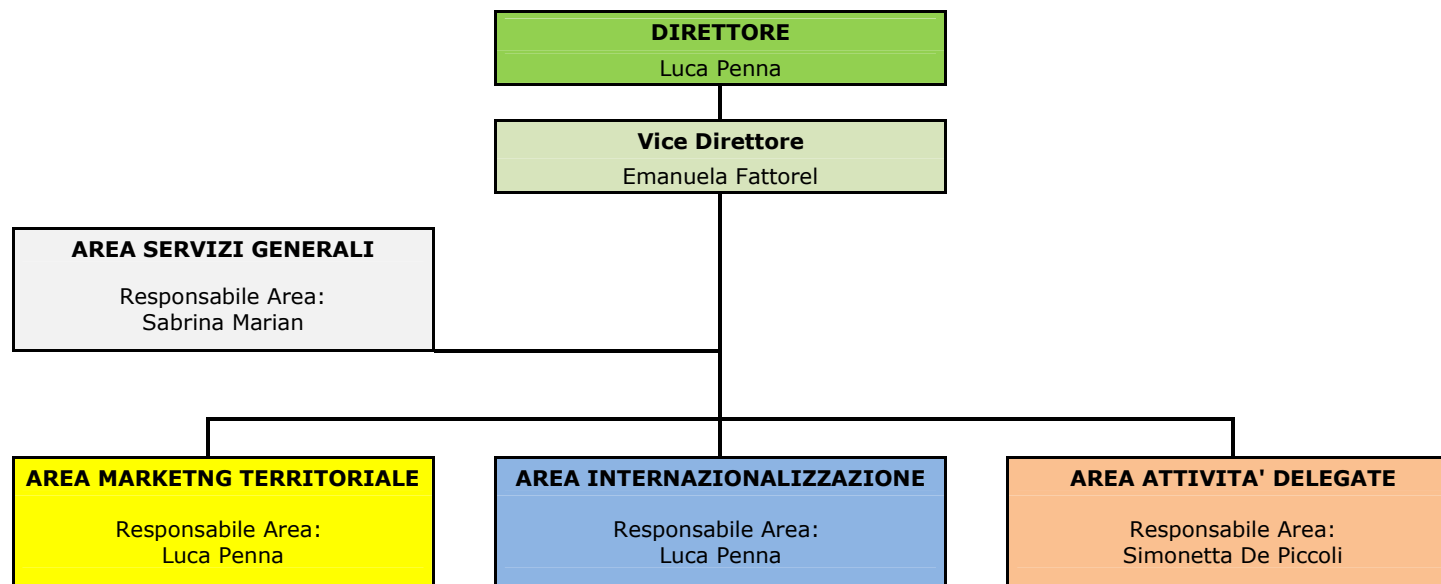 DIRETTORE
Luca Penna
Vice Direttore
Emanuela Fattorel
AREA SERVIZI GENERALI
Responsabile Area:
Sabrina Marian
AREA MARKETNG TERRITORIALE
Responsabile Area:
Luca Penna
AREA INTERNAZIONALIZZAZIONE
Responsabile Area:
Luca Penna
AREA ATTIVITA' DELEGATE
Responsabile Area:
Simonetta De Piccoli